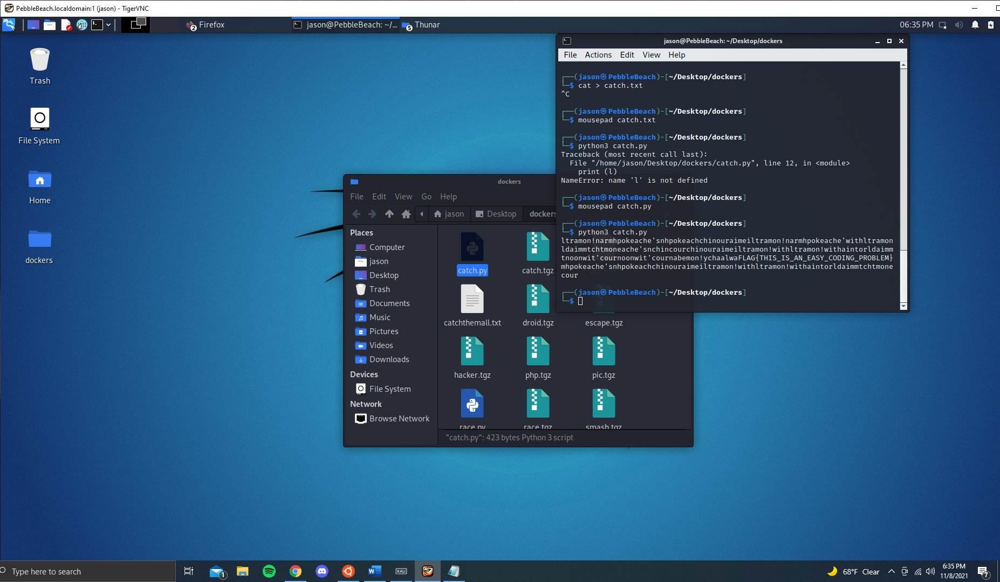 PebbleBeach.localdomain:1 (jason) - TigerVNC
2 Firefox
jason@PebbleBeach: ~/...
5 Thunar
06:35 PM
Trash
File System
Home
dockers
jason@PebbleBeach: ~/Desktop/dockers
File Actions Edit View Help
┌──(jason㉿PebbleBeach)-[~/Desktop/dockers]
└─$ cat > catch.txt
^C
┌──(jason㉿PebbleBeach)-[~/Desktop/dockers]
└─$ mousepad catch.txt
┌──(jason㉿PebbleBeach)-[~/Desktop/dockers]
└─$ python3 catch.py
Traceback (most recent call last):
File "/home/jason/Desktop/dockers/catch.py", line 12, in <module>
print (l)
NameError: name 'l' is not defined
┌──(jason㉿PebbleBeach)-[~/Desktop/dockers]
└─$ mousepad catch.py
┌──(jason㉿PebbleBeach)-[~/Desktop/dockers]
└─$ python3 catch.py
ltramon!narmhpokeache'snhpokeachchinouraimeiltramon!narmhpokeache'withltramon
ldaimmtchtmoneache'snchincourchinouraimeiltramon!withltramon!withaintorldaimm
tnoonwit'cournoonwit'cournabemon!ychaalwaFLAG{THIS_IS_AN_EASY_CODING_PROBLEM}
mhpokeache'snhpokeachchinouraimeiltramon!withltramon!withaintorldaimmtchtmone
cour
┌──(jason㉿PebbleBeach)-[~/Desktop/dockers]
└─$
dockers
File Edit View Go Help
jason Desktop dockers
Places
Computer
jason
Desktop
Trash
Documents
Music
Pictures
Videos
Downloads
Devices
File System
Network
Browse Network
catch.py catch.tgz
catchthemall.txt droid.tgz escape.tgz
hacker.tgz php.tgz pic.tgz
race.py race.tgz smash.tgz
"catch.py": 423 bytes Python 3 script
Type here to search
1
W
KALI
68°F Clear
6:35 PM
11/8/2021
7